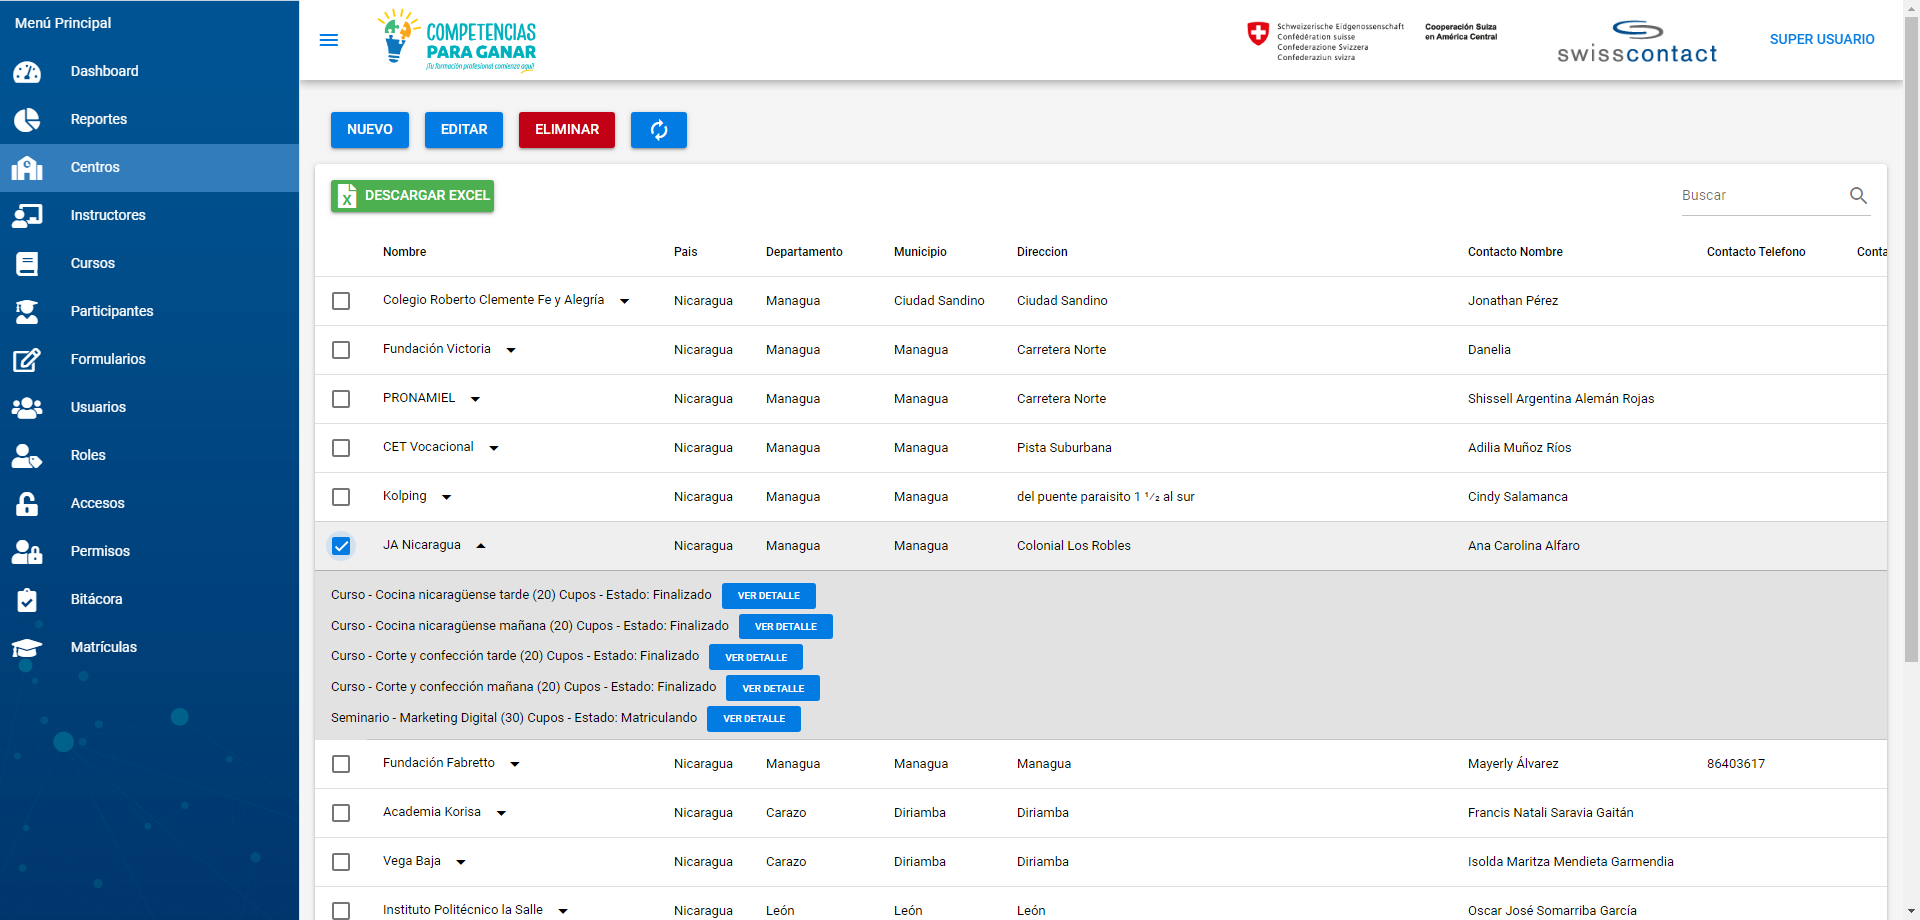 Menú Principal
Dashboard
Reportes
Centros
Instructores
Cursos
Participantes
Formularios
Usuarios
Roles
Accesos
Permisos
Bitácora
Matrículas
COMPETENCIAS
PARA GANAR
¡Tu formación profesional comienza aquí!
Schweizerische Eidgenossenschaft
Confédération suisse
Confederazione Svizzera
Confederaziun svizra
Cooperación Suiza
en América Central
swisscontact
SUPER USUARIO
NUEVO EDITAR ELIMINAR
X DESCARGAR EXCEL Buscar
Nombre Pais Departamento Municipio Direccion Contacto Nombre Contacto Telefono Conta
Colegio Roberto Clemente Fe y Alegría Nicaragua Managua Ciudad Sandino Ciudad Sandino Jonathan Pérez
Fundación Victoria Nicaragua Managua Managua Carretera Norte Danelia
PRONAMIEL Nicaragua Managua Managua Carretera Norte Shissell Argentina Alemán Rojas
CET Vocacional Nicaragua Managua Managua Pista Suburbana Adilia Muñoz Ríos
Kolping Nicaragua Managua Managua del puente paraisito 1 1/2 al sur Cindy Salamanca
JA Nicaragua Nicaragua Managua Managua Colonial Los Robles Ana Carolina Alfaro
Curso - Cocina nicaragüense tarde (20) Cupos - Estado: Finalizado VER DETALLE
Curso - Cocina nicaragüense mañana (20) Cupos - Estado: Finalizado VER DETALLE
Curso - Corte y confección tarde (20) Cupos - Estado: Finalizado VER DETALLE
Curso - Corte y confección mañana (20) Cupos - Estado: Finalizado VER DETALLE
Seminario - Marketing Digital (30) Cupos - Estado: Matriculando VER DETALLE
Fundación Fabretto Nicaragua Managua Managua Managua Mayerly Álvarez 86403617
Academia Korisa Nicaragua Carazo Diriamba Diriamba Francis Natali Saravia Gaitán
Vega Baja Nicaragua Carazo Diriamba Diriamba Isolda Maritza Mendieta Garmendia
Instituto Politécnico la Salle Nicaragua León León León Oscar José Somarriba García